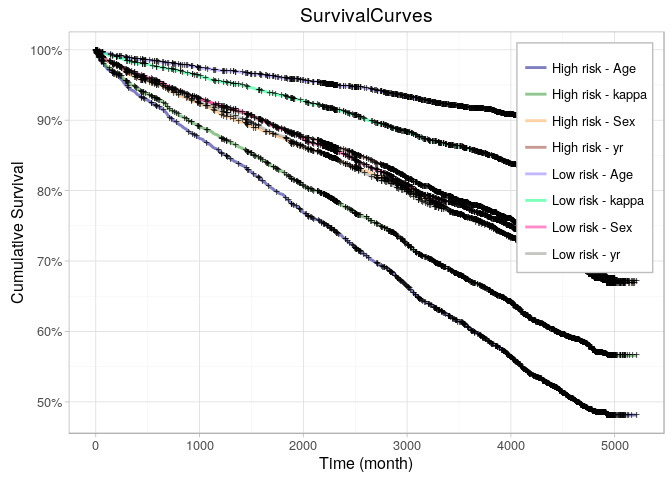 SurvivalCurves
100%
90%
80%
70%
60%
50%
Cumulative Survival
High risk - Age
High risk - kappa
High risk - Sex
High risk - yr
Low risk - Age
Low risk - kappa
Low risk - Sex
Low risk - yr
0 1000 2000 3000 4000 5000
Time (month)